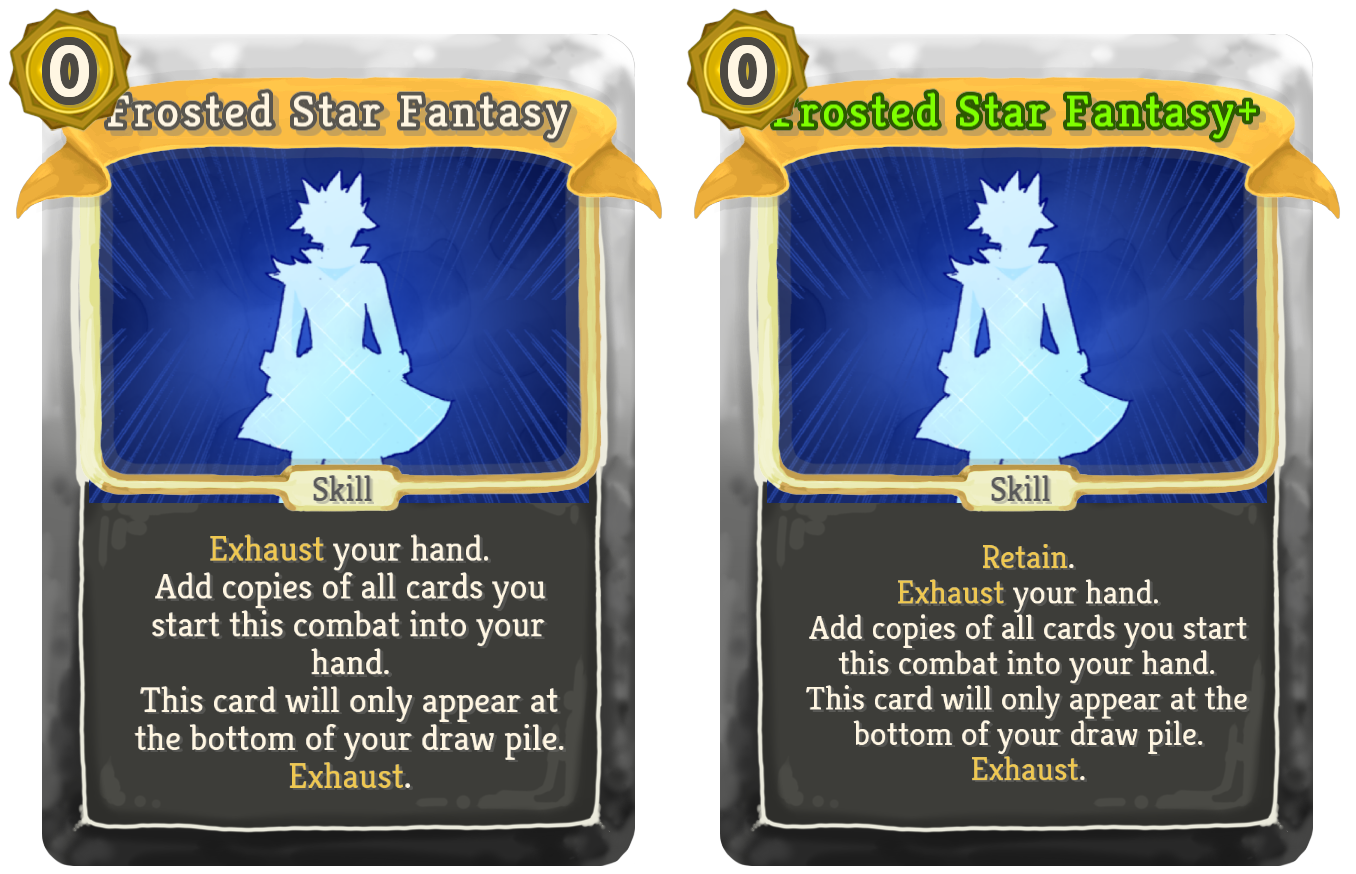 0
Frosted Star Fantasy
Skill
Exhaust your hand.
Add copies of all cards you
start this combat into your
hand.
This card will only appear at
the bottom of your draw pile.
Exhaust.
0
Frosted Star Fantasy+
Skill
Retain.
Exhaust your hand.
Add copies of all cards you start
this combat into your hand.
This card will only appear at the
bottom of your draw pile.
Exhaust.